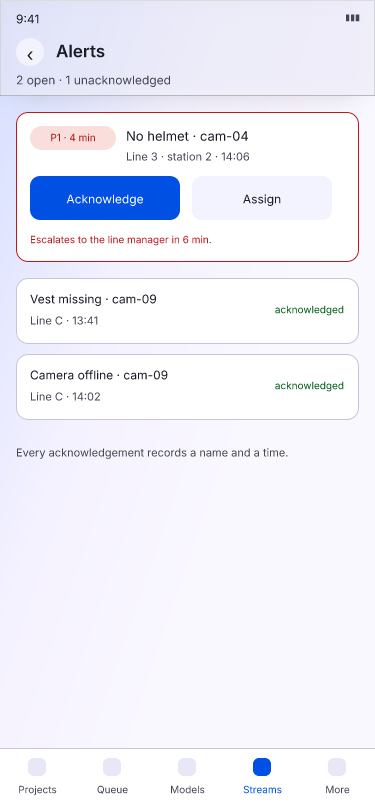 9:41
Alerts
2 open · 1 unacknowledged
P1 · 4 min
No helmet · cam-04
Line 3 · station 2 · 14:06
Acknowledge
Assign
Escalates to the line manager in 6 min.
Vest missing · cam-09
Line C · 13:41
acknowledged
Camera offline · cam-09
Line C · 14:02
acknowledged
Every acknowledgement records a name and a time.
Projects
Queue
Models
Streams
More